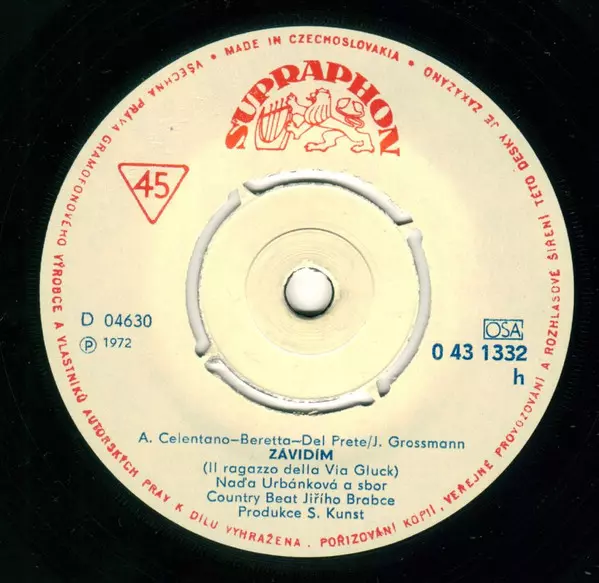 VŠECHNA PRÁVA GRAMOFONOVÉHO VÝROBCE A VLASTNÍKŮ AUTORSKÝCH PRÁV K DÍLU VYHRAŽENA. POŘIZOVÁNÍ KOPIÍ, VEŘEJNÉ PROVOZOVÁNÍ A ROZHLASOVÉ ŠÍŘENÍ TÉTO DESKY JE ZAKÁZÁNO
• MADE IN CZECHOSLOVAKIA •
SUPRAPHON
45
D 04630
Ⓟ 1972
OSA
0 43 1332
h
A. Celentano—Beretta—Del Prete/J. Grossmann
ZÁVIDÍM
(Il ragazzo della Via Gluck)
Naďa Urbánková a sbor
Country Beat Jiřího Brabce
Produkce S. Kunst